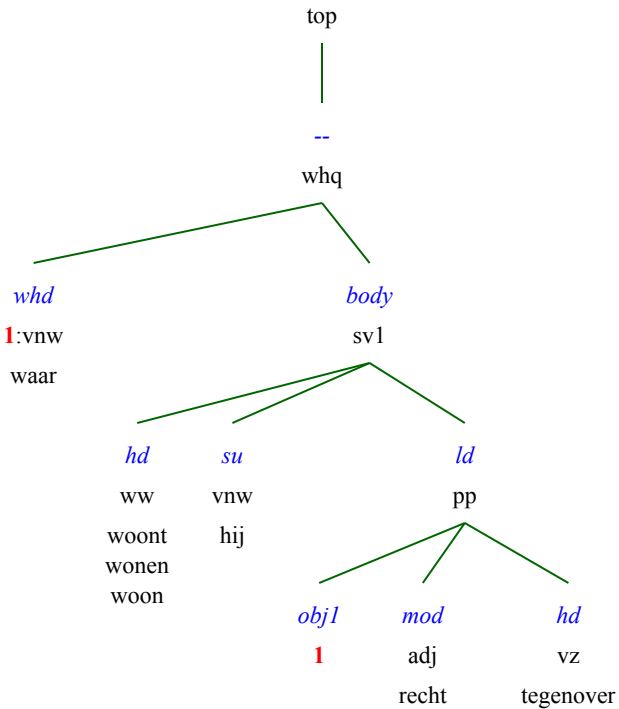 top
--
whq
whd body
1:vnw sv1
waar
hd su ld
ww vnw pp
woont hij
wonen
woon
obj1 mod hd
1 adj vz
recht tegenover